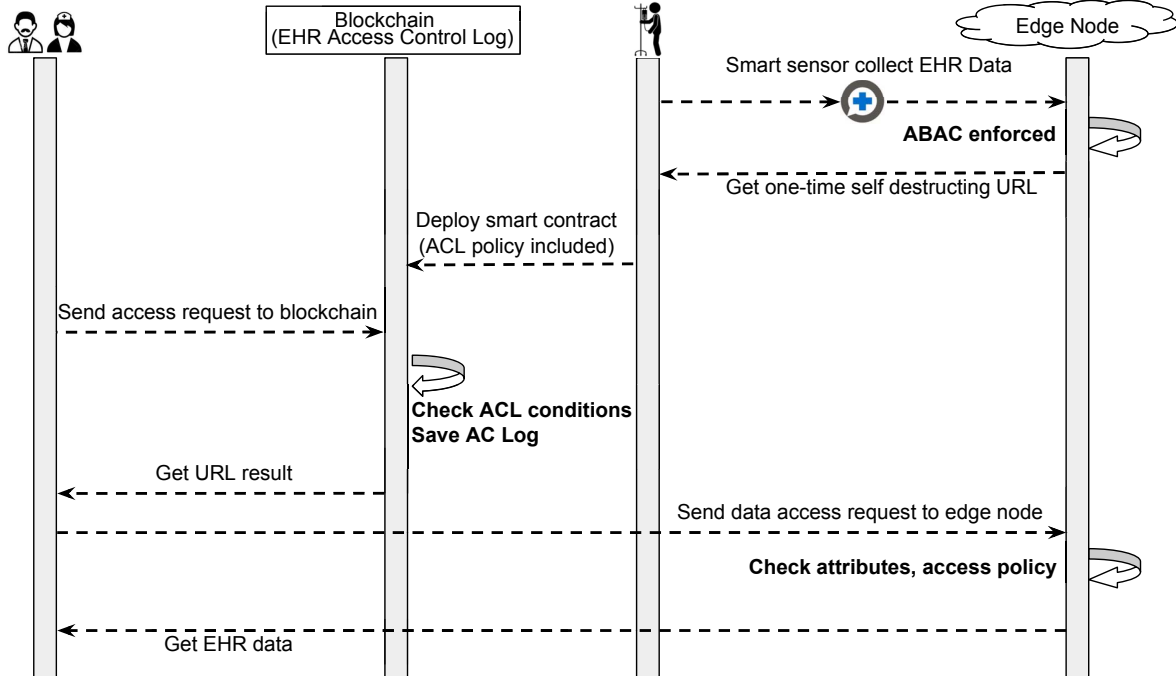 Blockchain
(EHR Access Control Log)
Edge Node
Smart sensor collect EHR Data
ABAC enforced
Get one-time self destructing URL
Deploy smart contract
(ACL policy included)
Send access request to blockchain
Check ACL conditions
Save AC Log
Get URL result
Send data access request to edge node
Check attributes, access policy
Get EHR data